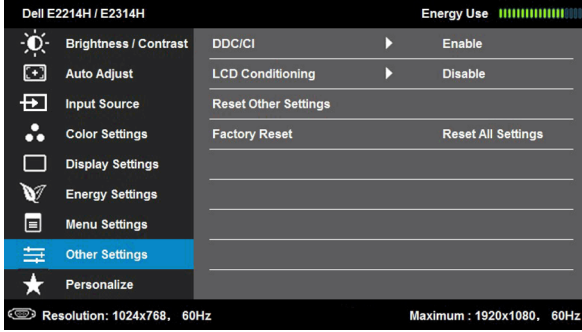 Dell E2214H / E2314H Energy Use
Brightness / Contrast DDC/CI Enable
Auto Adjust LCD Conditioning Disable
Input Source Reset Other Settings
Color Settings Factory Reset Reset All Settings
Display Settings
Energy Settings
Menu Settings
Other Settings
Personalize
Resolution: 1024x768, 60Hz Maximum : 1920x1080, 60Hz